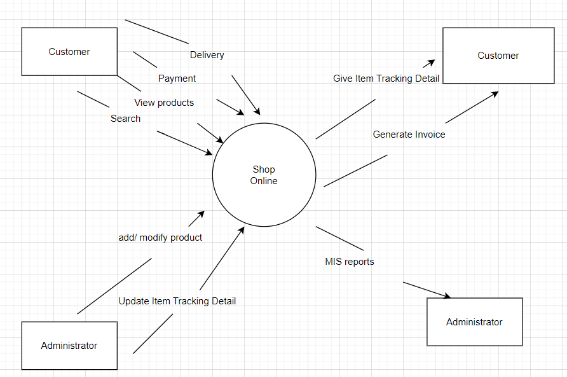 Customer
Delivery
Payment
View products
Search
Customer
Give Item Tracking Detail
Generate Invoice
Shop
Online
add/ modify product
Update Item Tracking Detail
MIS reports
Administrator
Administrator